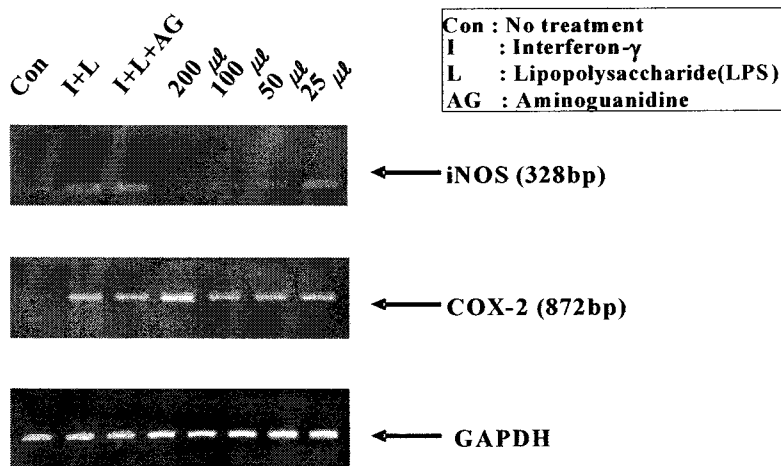 Con I+L I+L+AG 200 ㎕ 100 ㎕ 50 ㎕ 25 ㎕
Con : No treatment
I : Interferon-γ
L : Lipopolysaccharide(LPS)
AG : Aminoguanidine
iNOS (328bp)
COX-2 (872bp)
GAPDH